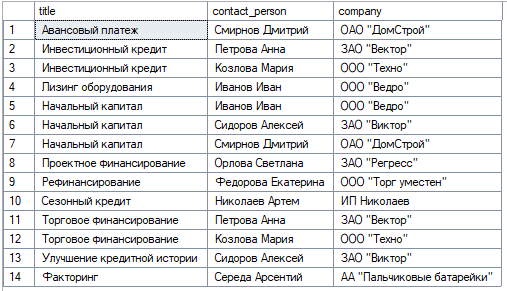 title contact_person company
1 Авансовый платеж Смирнов Дмитрий ОАО "ДомСтрой"
2 Инвестиционный кредит Петрова Анна ЗАО "Вектор"
3 Инвестиционный кредит Козлова Мария ООО "Техно"
4 Лизинг оборудования Иванов Иван ООО "Ведро"
5 Начальный капитал Иванов Иван ООО "Ведро"
6 Начальный капитал Сидоров Алексей ЗАО "Виктор"
7 Начальный капитал Смирнов Дмитрий ОАО "ДомСтрой"
8 Проектное финансирование Орлова Светлана ЗАО "Регресс"
9 Рефинансирование Федорова Екатерина ООО "Торг уместен"
10 Сезонный кредит Николаев Артем ИП Николаев
11 Торговое финансирование Петрова Анна ЗАО "Вектор"
12 Торговое финансирование Козлова Мария ООО "Техно"
13 Улучшение кредитной истории Сидоров Алексей ЗАО "Виктор"
14 Факторинг Середа Арсентий АА "Пальчиковые батарейки"